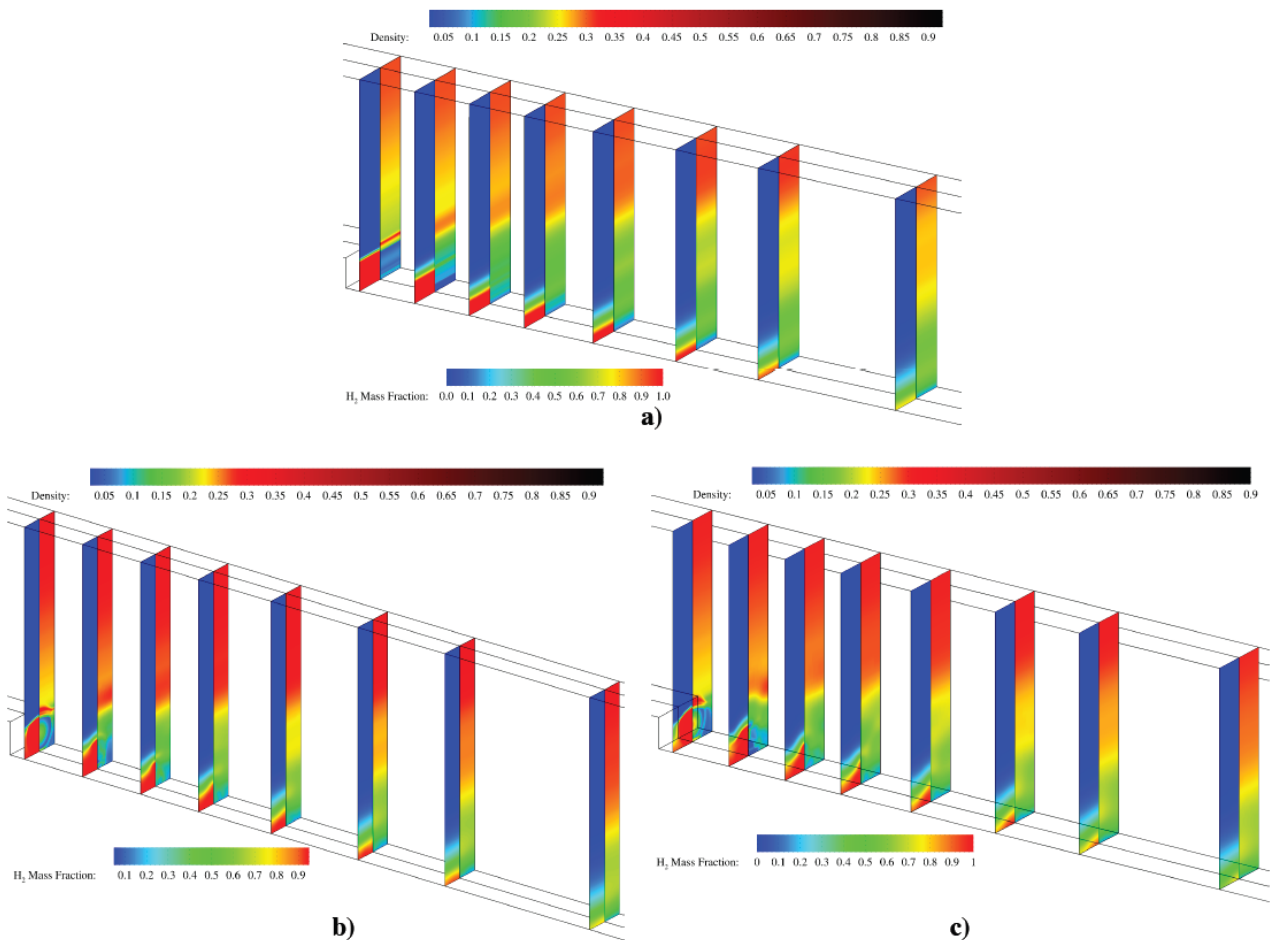 Density: 0.05 0.1 0.15 0.2 0.25 0.3 0.35 0.4 0.45 0.5 0.55 0.6 0.65 0.7 0.75 0.8 0.85 0.9
H₂ Mass Fraction: 0.0 0.1 0.2 0.3 0.4 0.5 0.6 0.7 0.8 0.9 1.0
a)
Density: 0.05 0.1 0.15 0.2 0.25 0.3 0.35 0.4 0.45 0.5 0.55 0.6 0.65 0.7 0.75 0.8 0.85 0.9
H₂ Mass Fraction: 0.1 0.2 0.3 0.4 0.5 0.6 0.7 0.8 0.9
b)
Density: 0.05 0.1 0.15 0.2 0.25 0.3 0.35 0.4 0.45 0.5 0.55 0.6 0.65 0.7 0.75 0.8 0.85 0.9
H₂ Mass Fraction: 0 0.1 0.2 0.3 0.4 0.5 0.6 0.7 0.8 0.9 1
c)